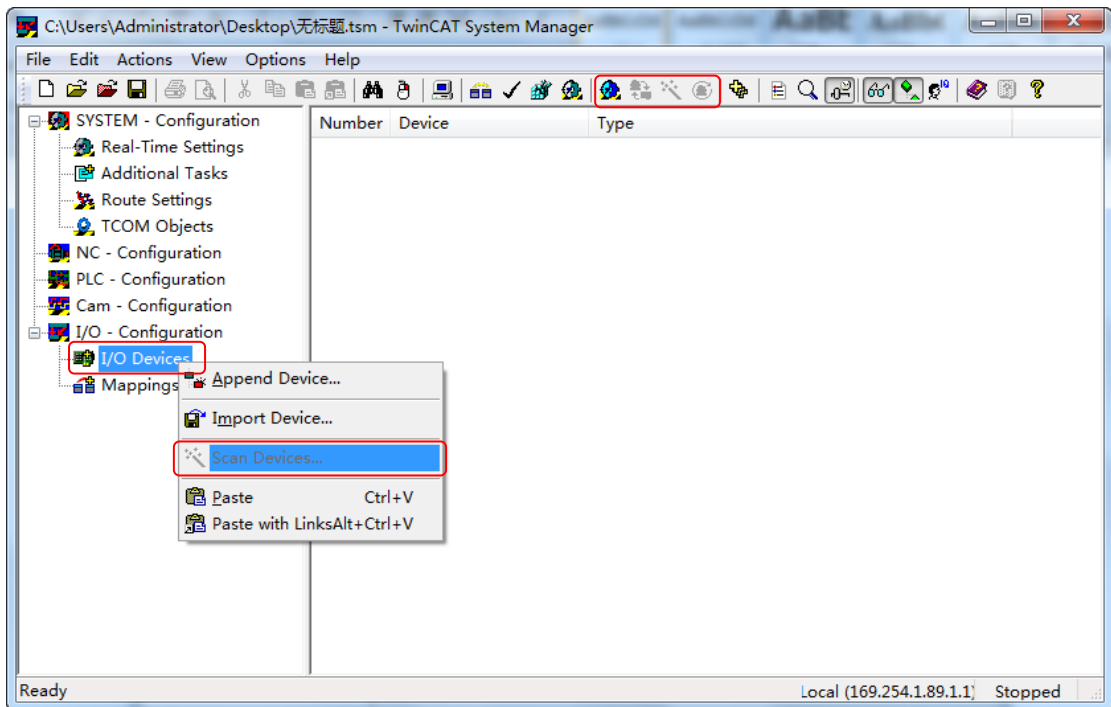 C:\Users\Administrator\Desktop\无标题.tsm - TwinCAT System Manager
File Edit Actions View Options Help
SYSTEM - Configuration
Number Device Type
Real-Time Settings
Additional Tasks
Route Settings
TCOM Objects
NC - Configuration
PLC - Configuration
Cam - Configuration
I/O - Configuration
I/O Devices
Mappings
Append Device...
Import Device...
Scan Devices...
Paste Ctrl+V
Paste with LinksAlt+Ctrl+V
Ready Local (169.254.1.89.1.1) Stopped